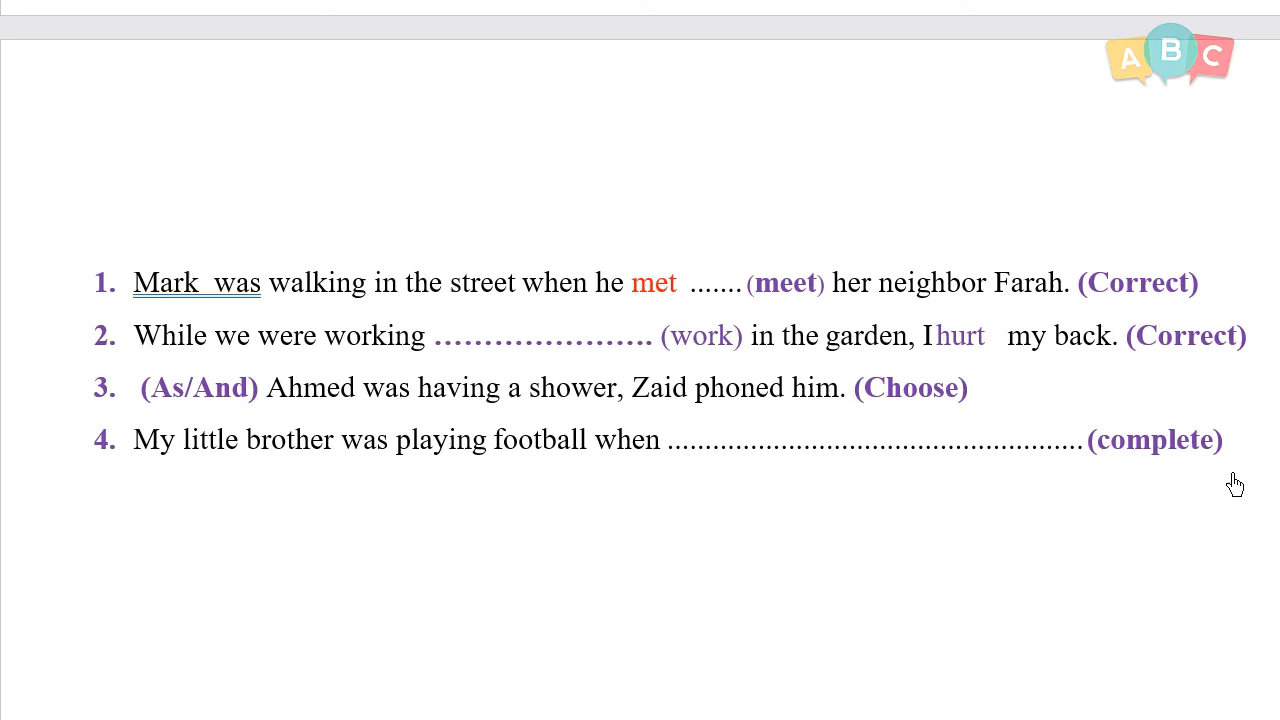 A B C
1. Mark was walking in the street when he met ....... (meet) her neighbor Farah. (Correct)
2. While we were working …………………. (work) in the garden, I hurt my back. (Correct)
3. (As/And) Ahmed was having a shower, Zaid phoned him. (Choose)
4. My little brother was playing football when ....................................................... (complete)